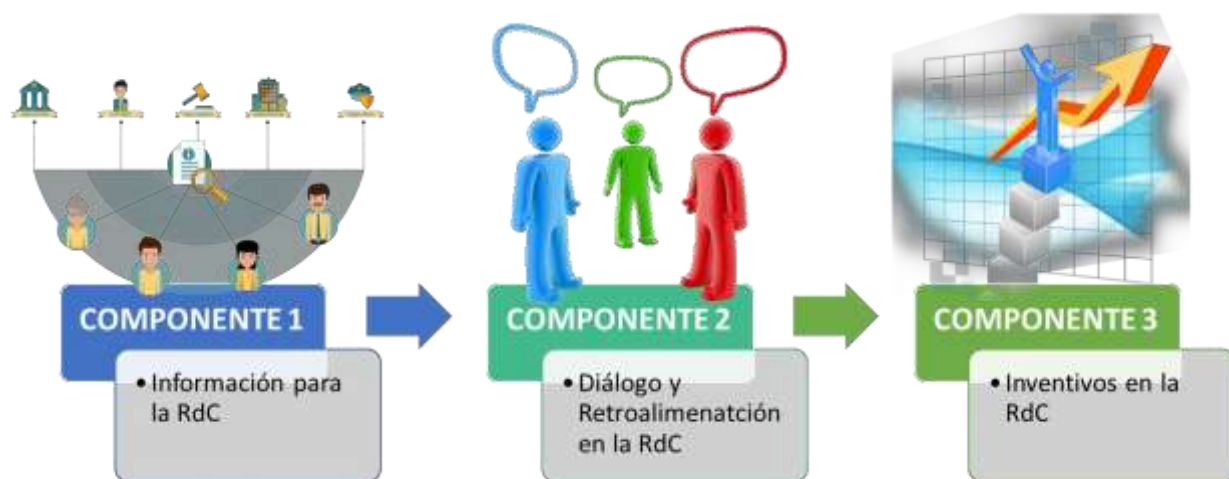 COMPONENTE 1
• Información para
la RdC
COMPONENTE 2
• Diálogo y
Retroalimenatción
en la RdC
COMPONENTE 3
• Inventivos en la
RdC